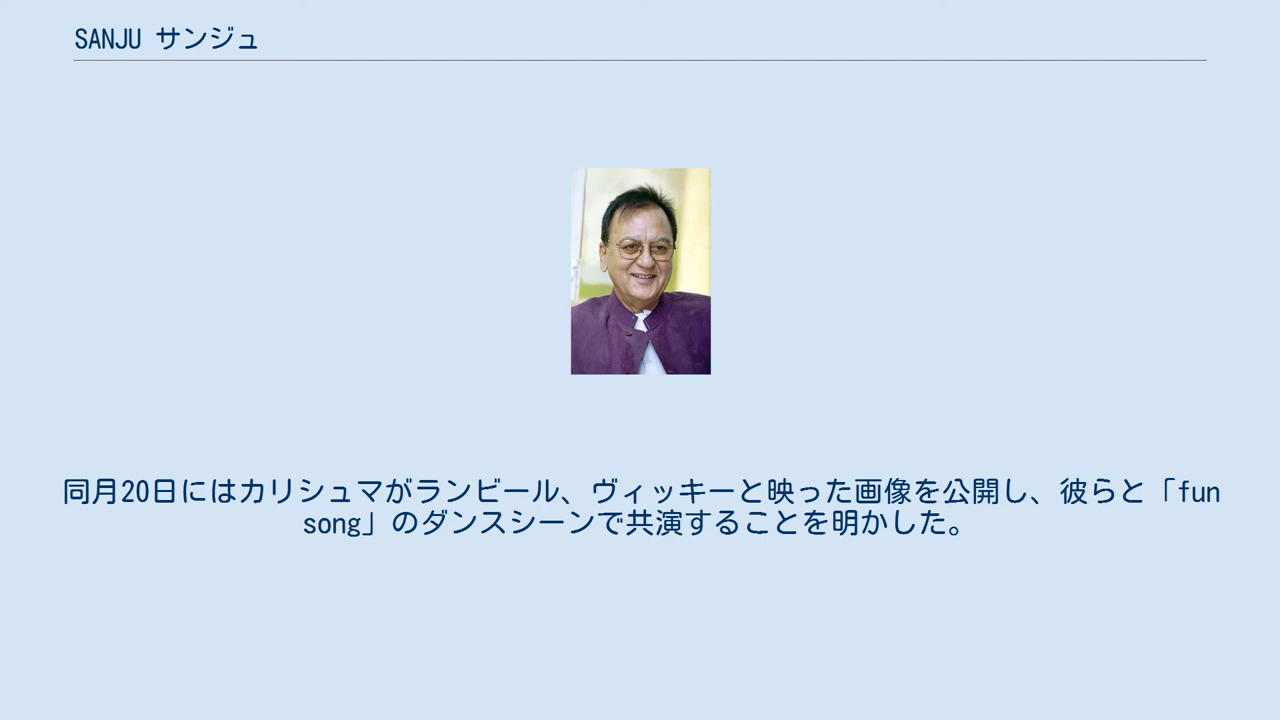 SANJU サンジュ
同月20日にはカリシュマがランビール、ヴィッキーと映った画像を公開し、彼らと「fun
song」のダンスシーンで共演することを明かした。